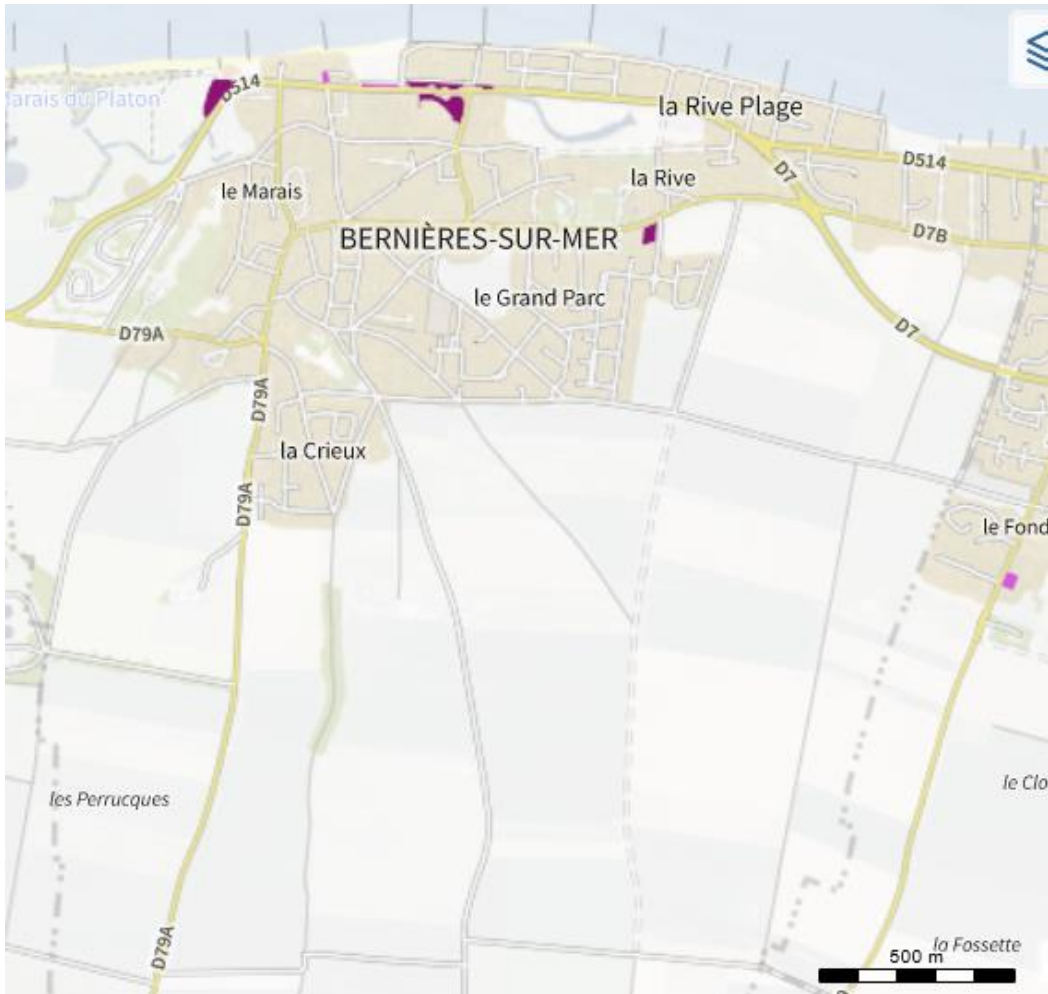 Marais du Platon
D514
la Rive Plage
D514
D7
la Rive
le Marais
D7B
BERNIÈRES-SUR-MER
le Grand Parc
D7
D79A
D79A
la Crieux
D79A
le Fond
les Perrucques
le Clo
D79A
la Fossette
500 m